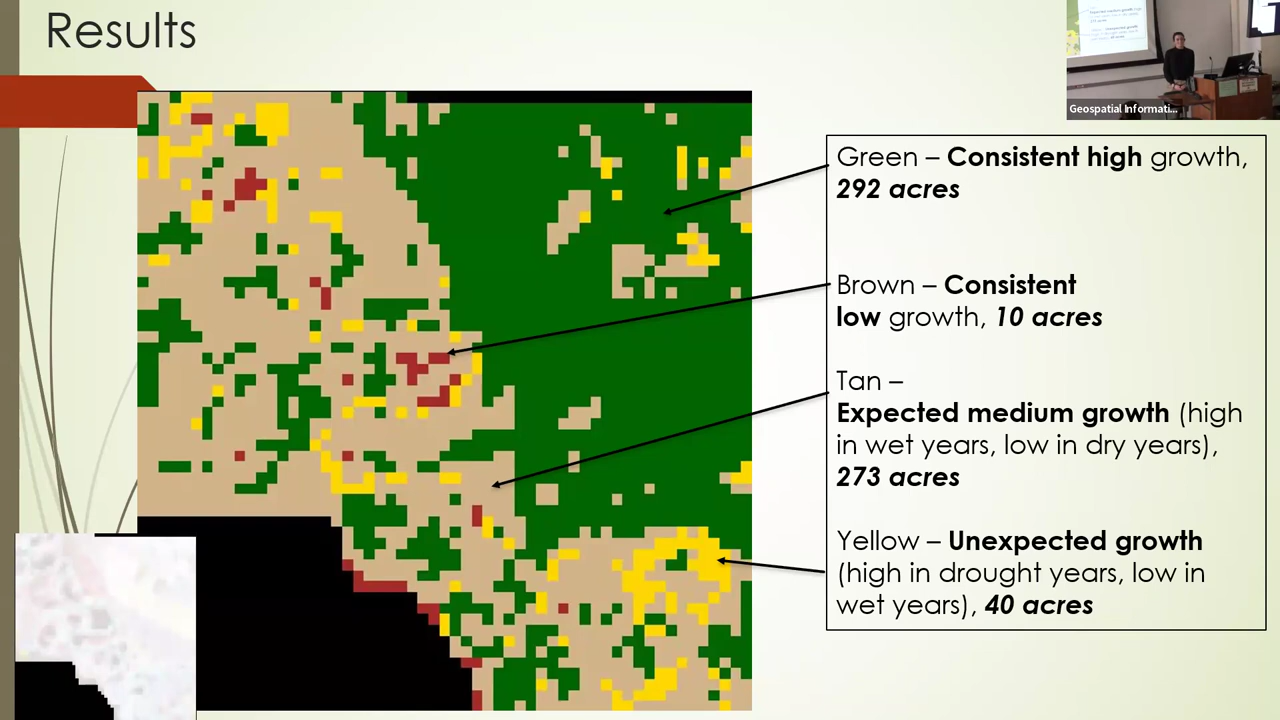 Results
Geospatial Informati...
Green – Consistent high growth,
292 acres
Brown – Consistent
low growth, 10 acres
Tan –
Expected medium growth (high
in wet years, low in dry years),
273 acres
Yellow – Unexpected growth
(high in drought years, low in
wet years), 40 acres